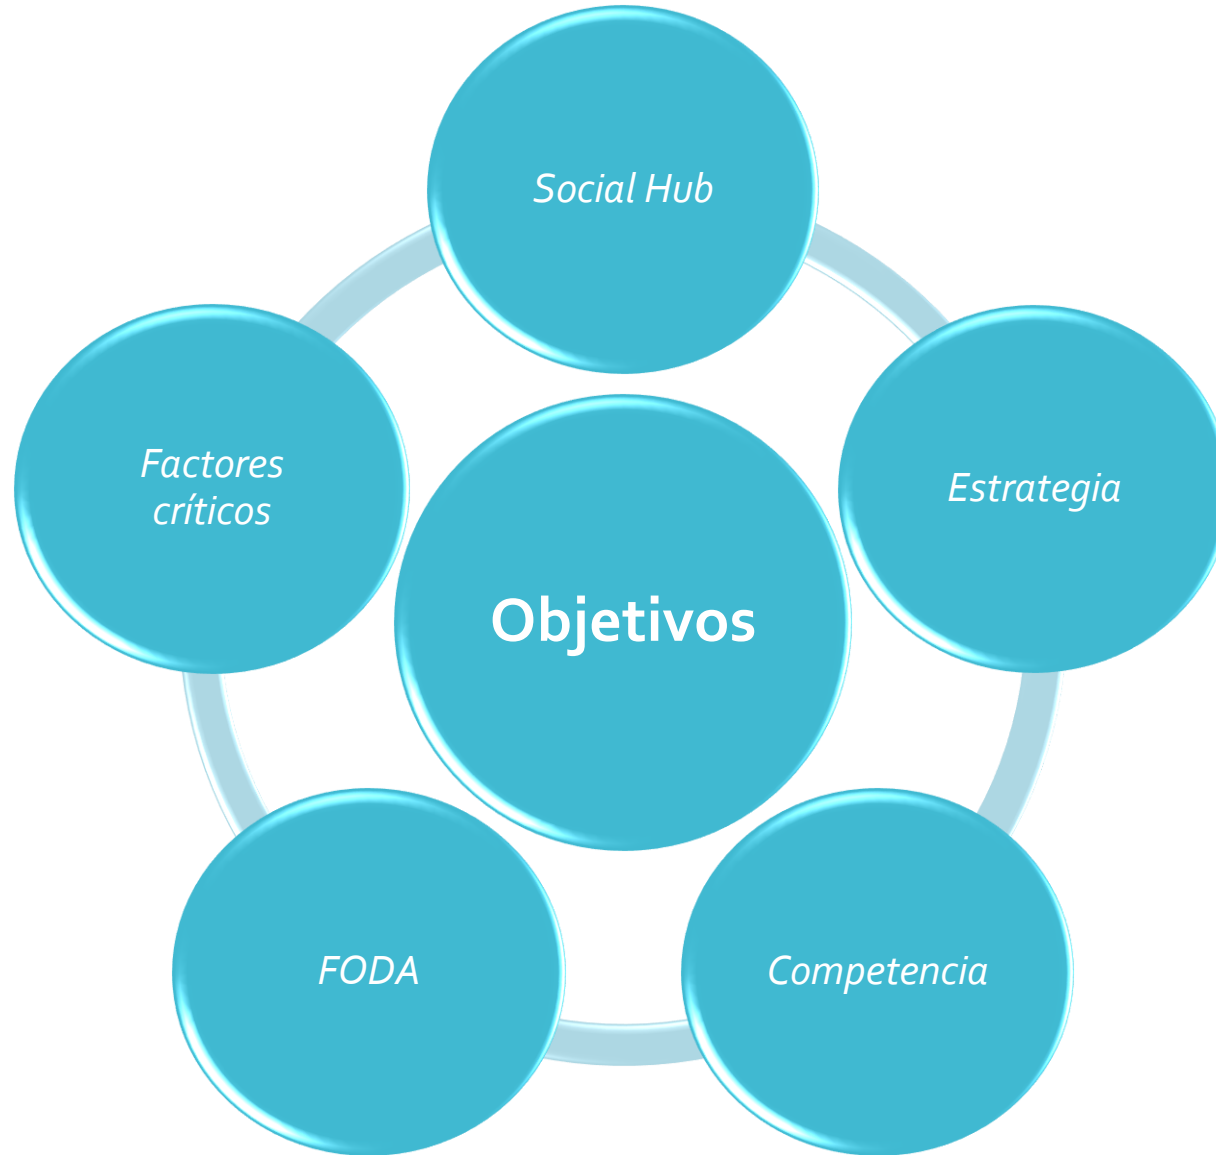 Social Hub
Factores
críticos
Estrategia
Objetivos
FODA
Competencia